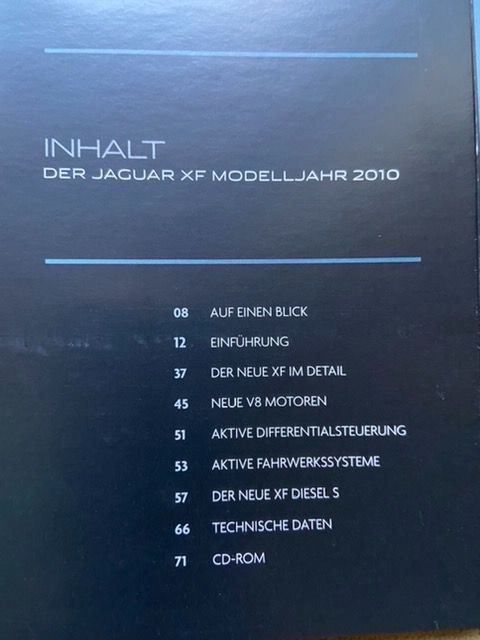 INHALT
DER JAGUAR XF MODELLJAHR 2010
08 AUF EINEN BLICK
12 EINFÜHRUNG
37 DER NEUE XF IM DETAIL
45 NEUE V8 MOTOREN
51 AKTIVE DIFFERENTIALSTEUERUNG
53 AKTIVE FAHRWERKSSYSTEME
57 DER NEUE XF DIESEL S
66 TECHNISCHE DATEN
71 CD-ROM